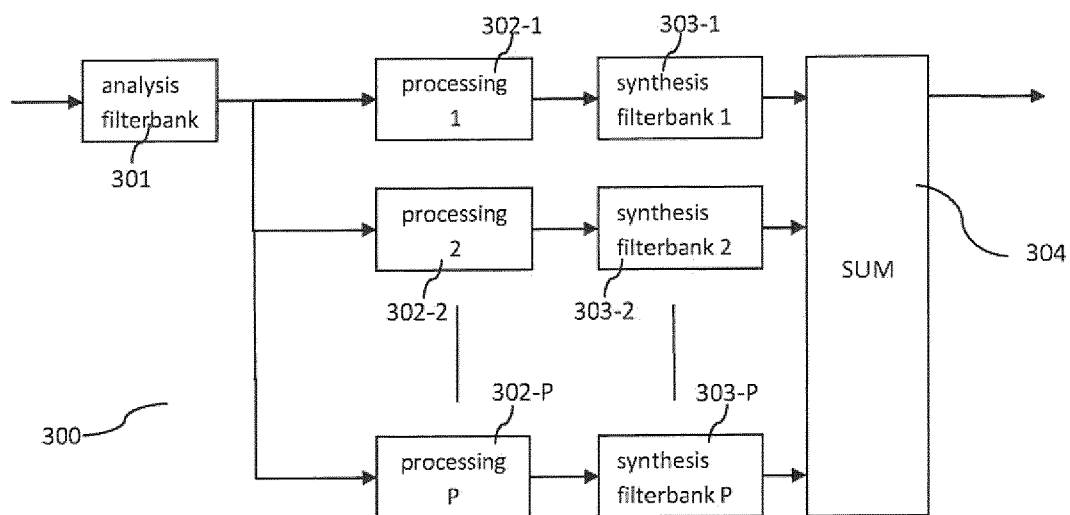 302-1
303-1
analysis
filterbank
301
processing
1
synthesis
filterbank 1
processing
2
302-2
synthesis
filterbank 2
303-2
SUM
304
300
302-P
303-P
processing
P
synthesis
filterbank P